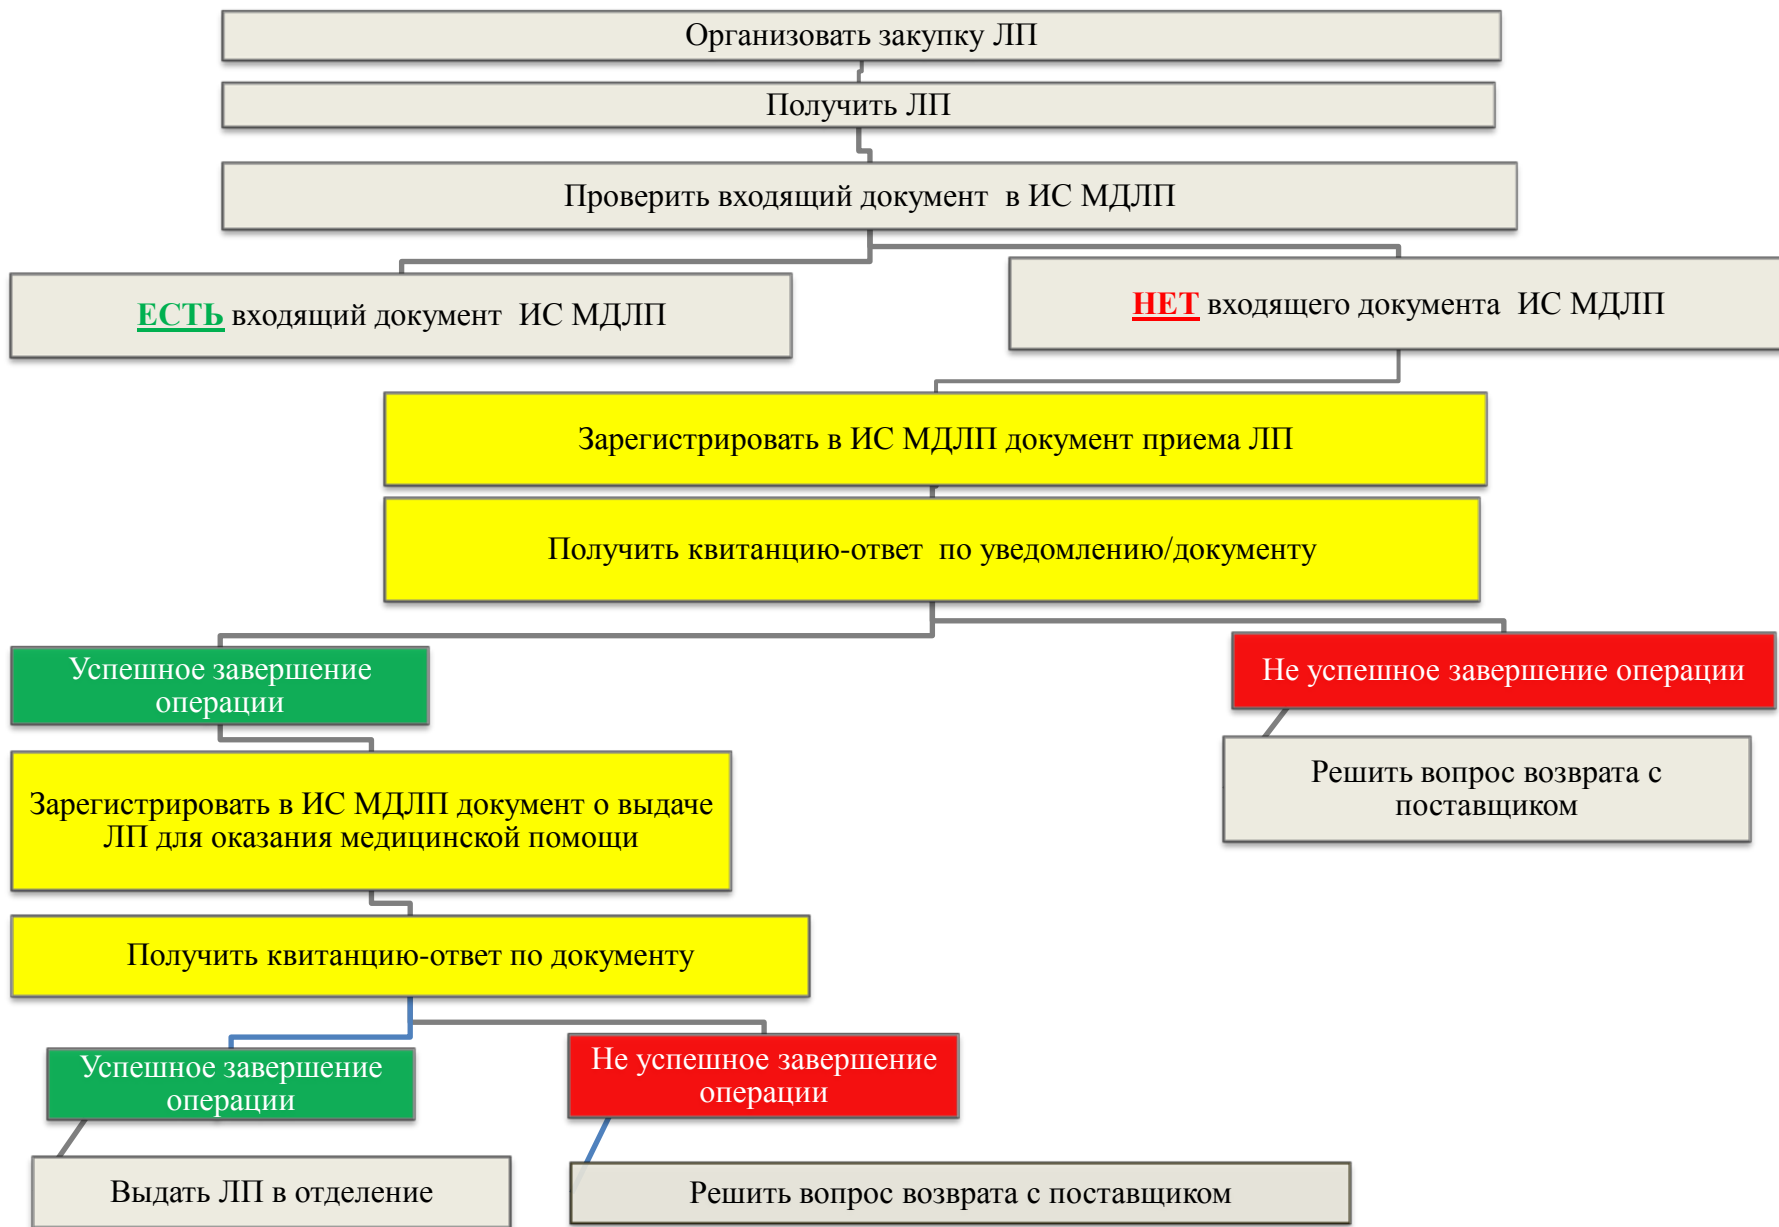 Организовать закупку ЛП
Получить ЛП
Проверить входящий документ в ИС МДЛП
ЕСТЬ входящий документ ИС МДЛП
НЕТ входящего документа ИС МДЛП
Зарегистрировать в ИС МДЛП документ приема ЛП
Получить квитанцию-ответ по уведомлению/документу
Успешное завершение
операции
Не успешное завершение операции
Решить вопрос возврата с
поставщиком
Зарегистрировать в ИС МДЛП документ о выдаче
ЛП для оказания медицинской помощи
Получить квитанцию-ответ по документу
Успешное завершение
операции
Не успешное завершение
операции
Выдать ЛП в отделение
Решить вопрос возврата с поставщиком